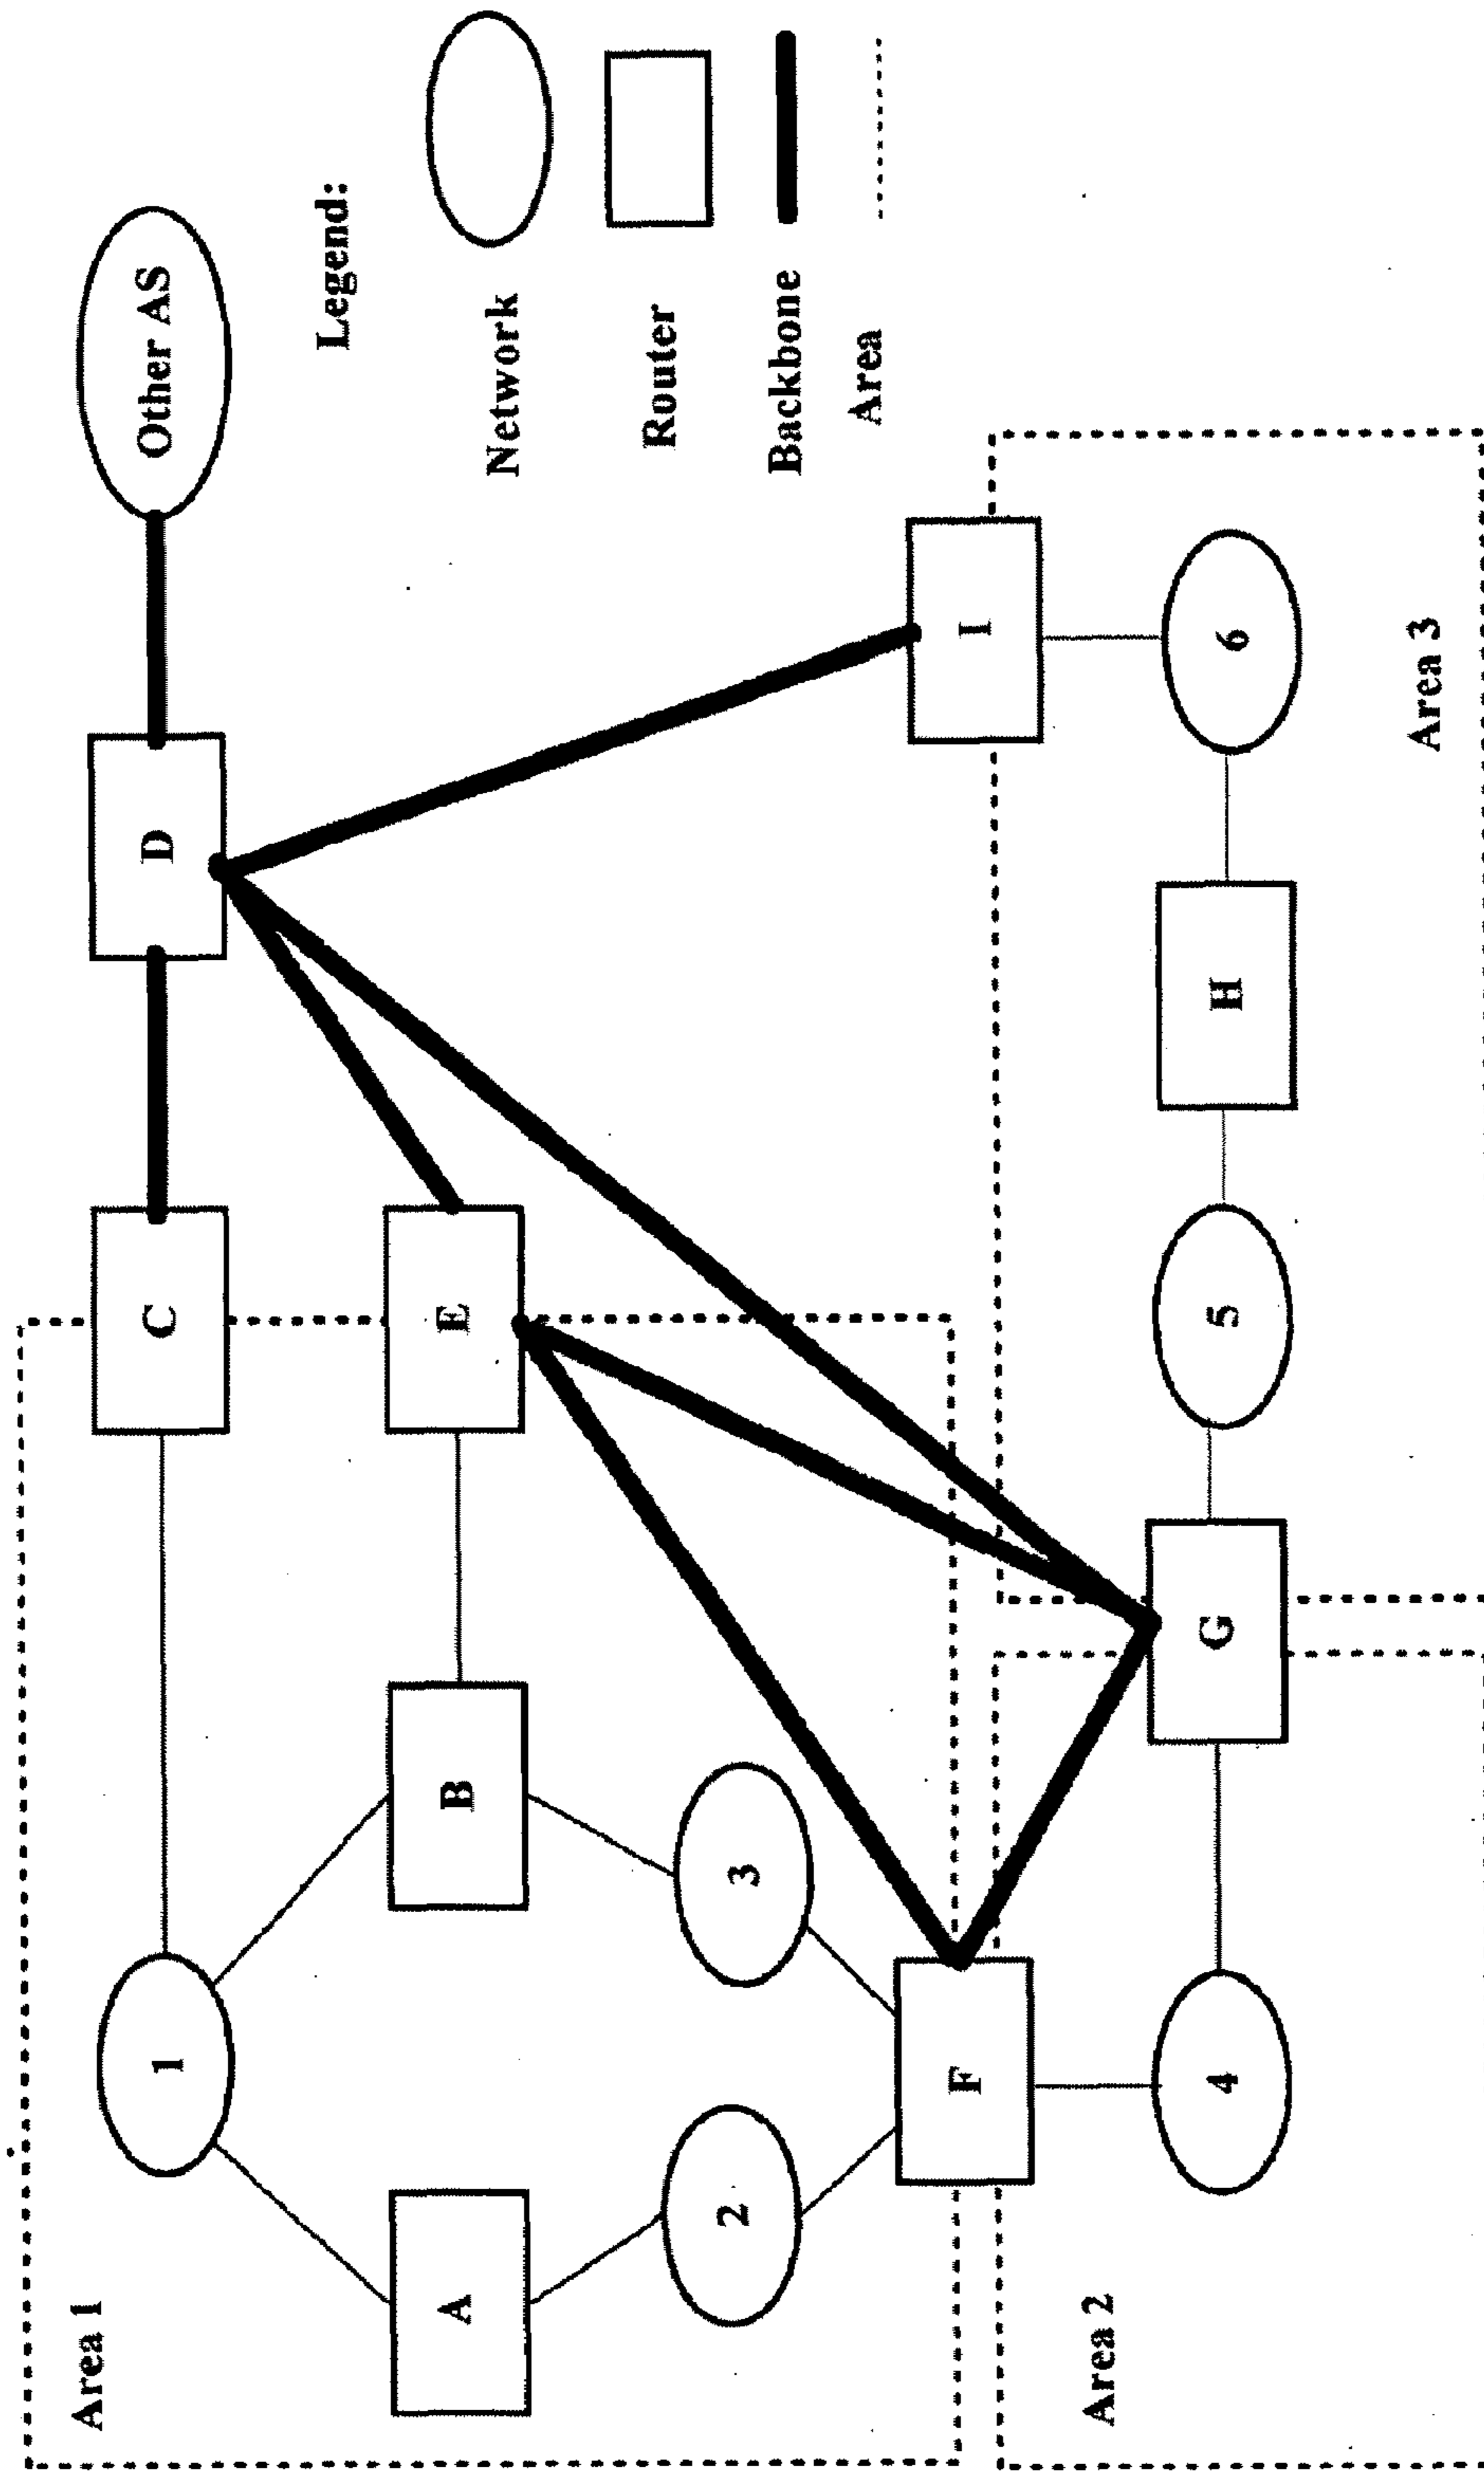 Area 1
1
C
D
Other AS
A
B
E
Legend:
2
3
Network
Router
Backbone
Area
F
I
Area 2
4
G
5
H
6
Area 3